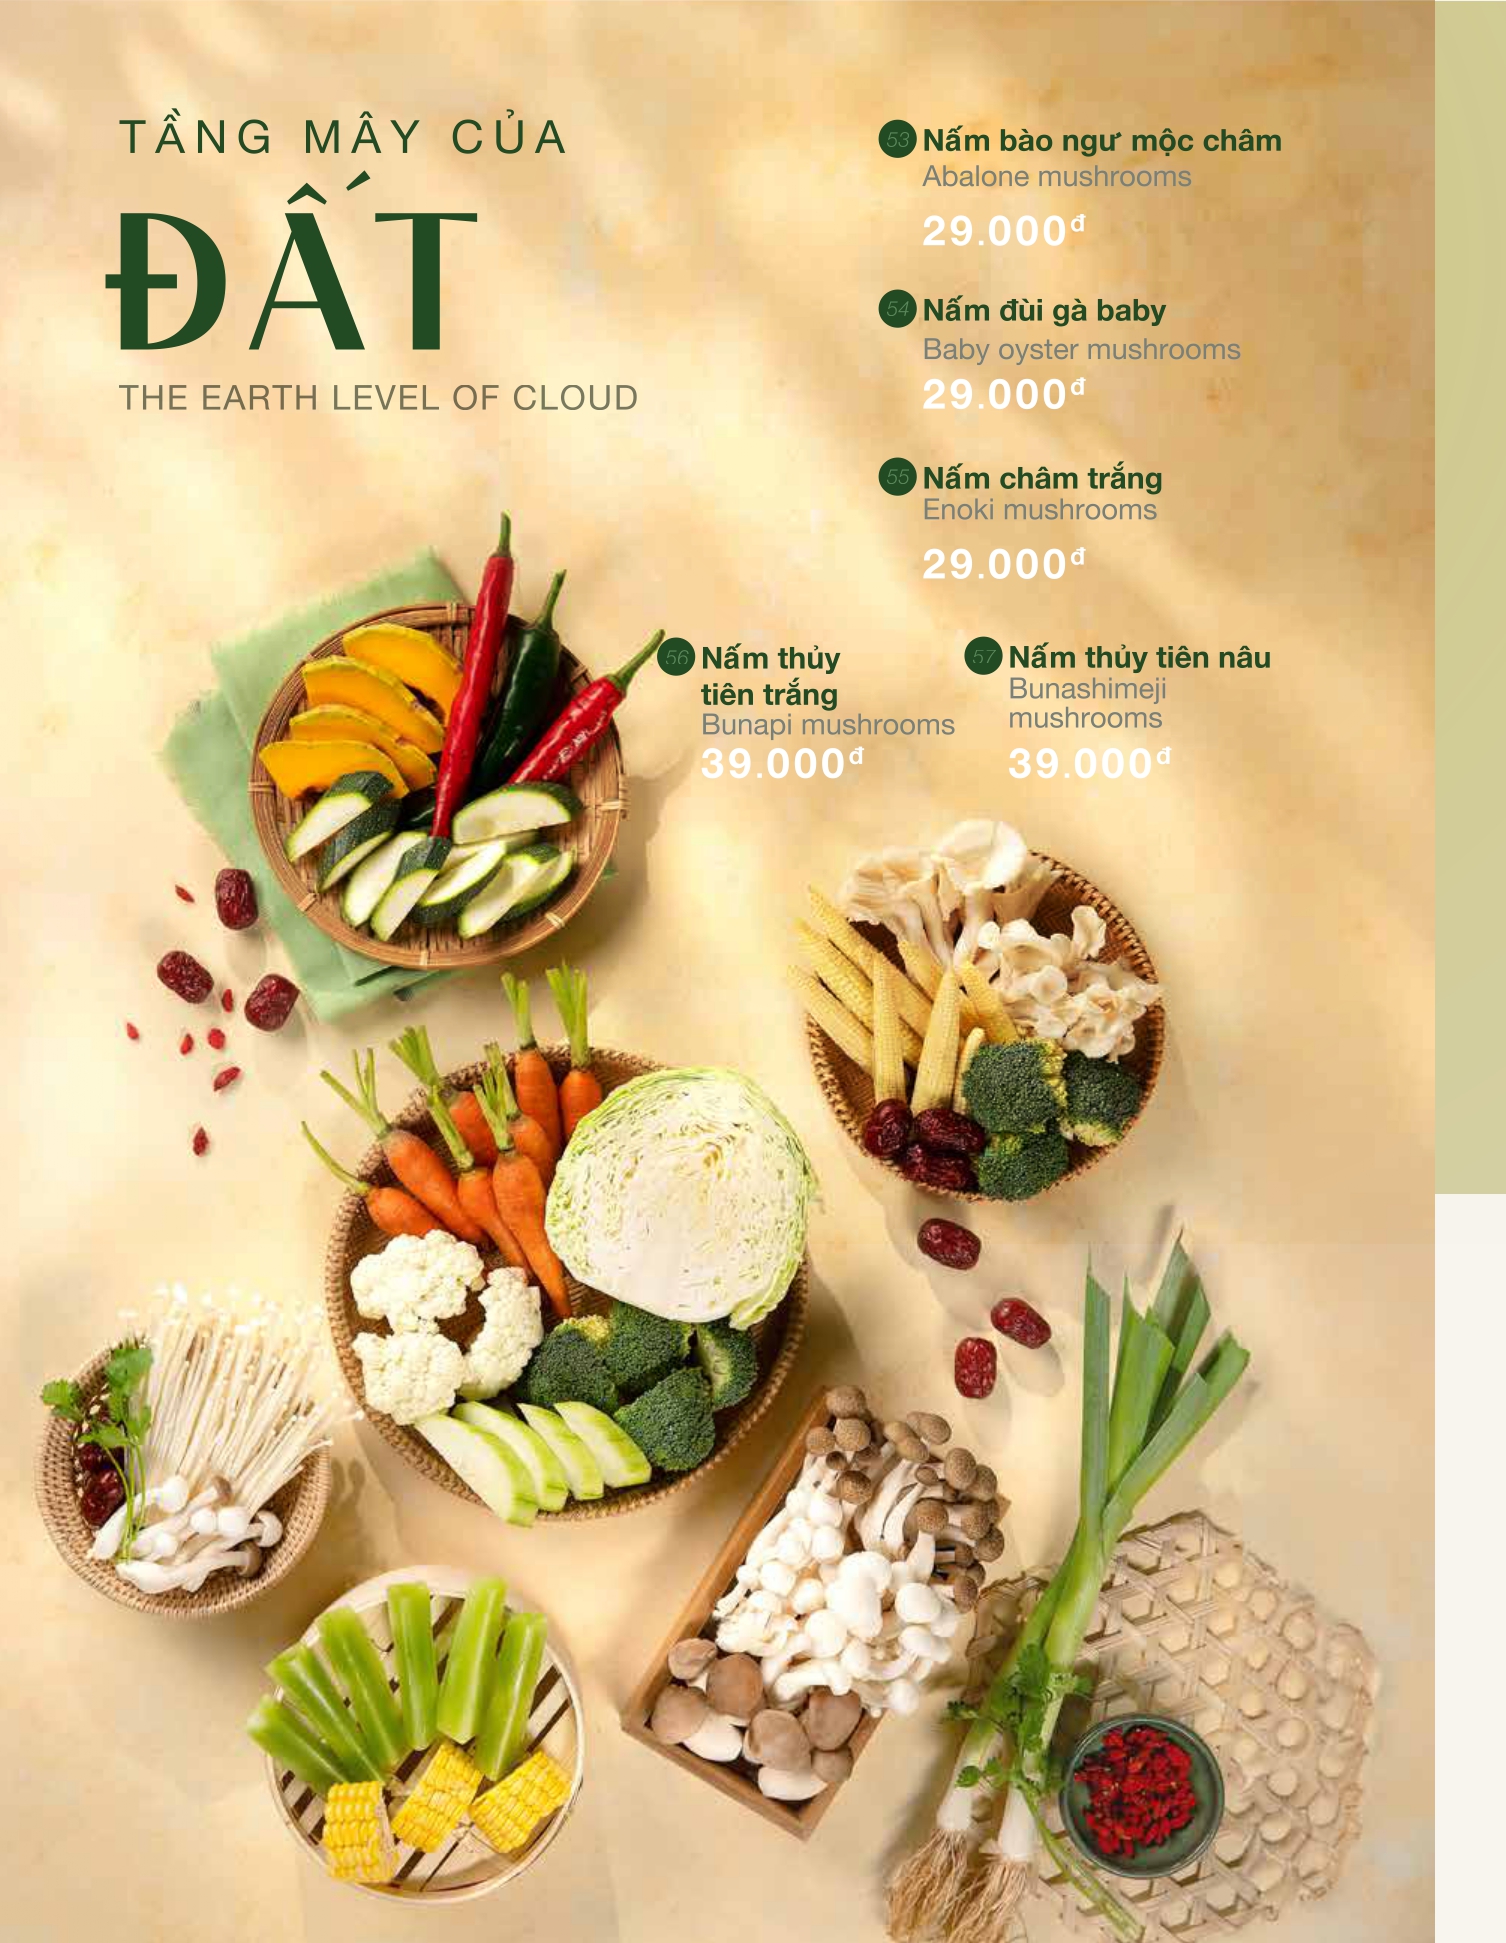 TẦNG MÂY CỦA
ĐẤT
THE EARTH LEVEL OF CLOUD
53 Nấm bào ngư mộc châm
Abalone mushrooms
29.000đ
54 Nấm đùi gà baby
Baby oyster mushrooms
29.000đ
55 Nấm châm trắng
Enoki mushrooms
29.000đ
56 Nấm thủy
tiên trắng
Bunapi mushrooms
39.000đ
57 Nấm thủy tiên nâu
Bunashimeji
mushrooms
39.000đ